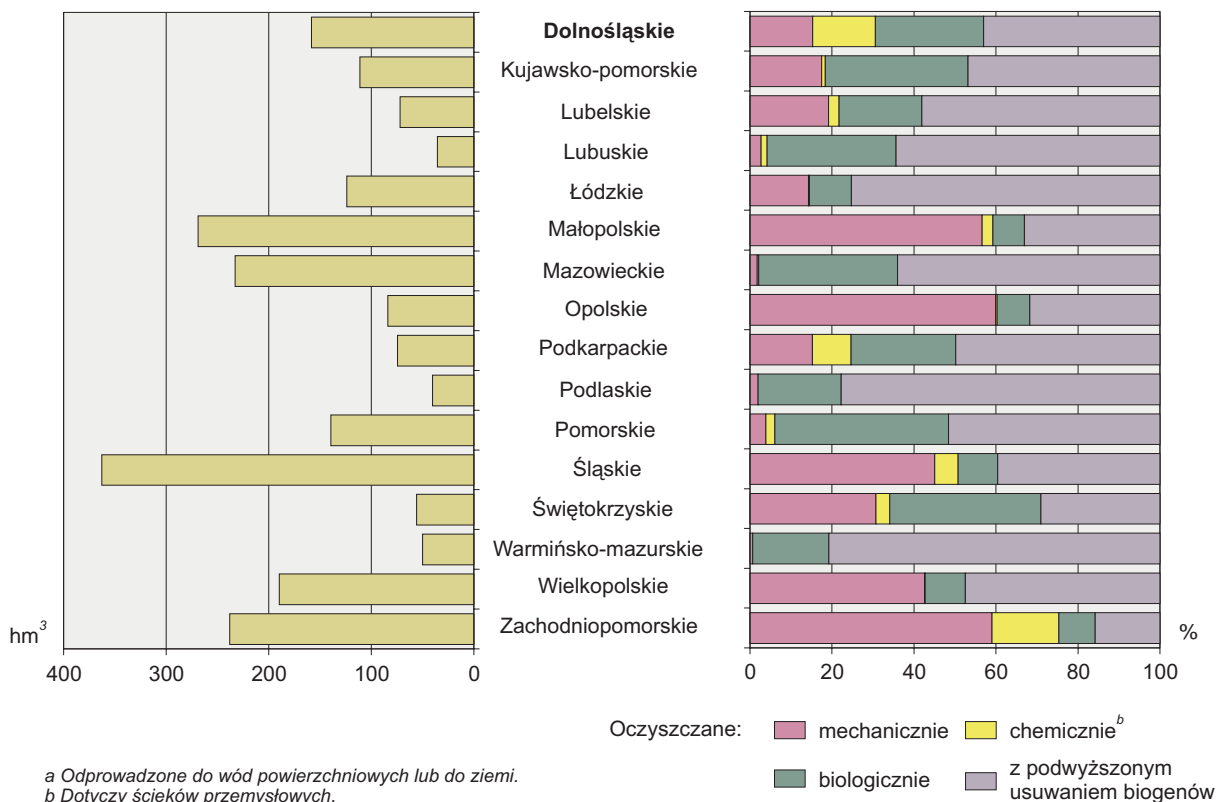 Dolnośląskie
Kujawsko-pomorskie
Lubelskie
Lubuskie
Łódzkie
Małopolskie
Mazowieckie
Opolskie
Podkarpackie
Podlaskie
Pomorskie
Śląskie
Świętokrzyskie
Warmińsko-mazurskie
Wielkopolskie
Zachodniopomorskie
hm³
%
400 300 200 100 0
0 20 40 60 80 100
Oczyszczane: mechanicznie chemicznieᵇ
biologicznie z podwyższonym
usuwaniem biogenów
a Odprowadzone do wód powierzchniowych lub do ziemi.
b Dotyczy ścieków przemysłowych.